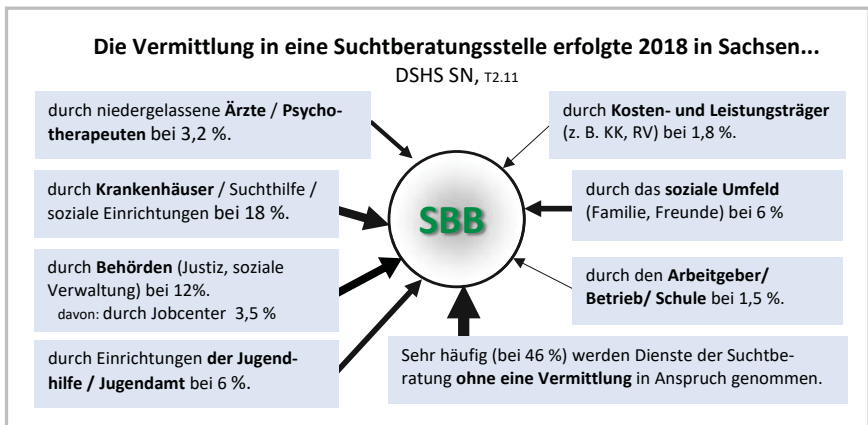 Die Vermittlung in eine Suchtberatungsstelle erfolgte 2018 in Sachsen...
DSHS SN, T2.11
durch niedergelassene Ärzte / Psycho-
therapeuten bei 3,2 %.
durch Krankenhäuser / Suchthilfe /
soziale Einrichtungen bei 18 %.
durch Behörden (Justiz, soziale
Verwaltung) bei 12%.
davon: durch Jobcenter 3,5 %
durch Einrichtungen der Jugend-
hilfe / Jugendamt bei 6 %.
SBB
durch Kosten- und Leistungsträger
(z. B. KK, RV) bei 1,8 %.
durch das soziale Umfeld
(Familie, Freunde) bei 6 %
durch den Arbeitgeber/
Betrieb/ Schule bei 1,5 %.
Sehr häufig (bei 46 %) werden Dienste der Suchtbe-
ratung ohne eine Vermittlung in Anspruch genommen.